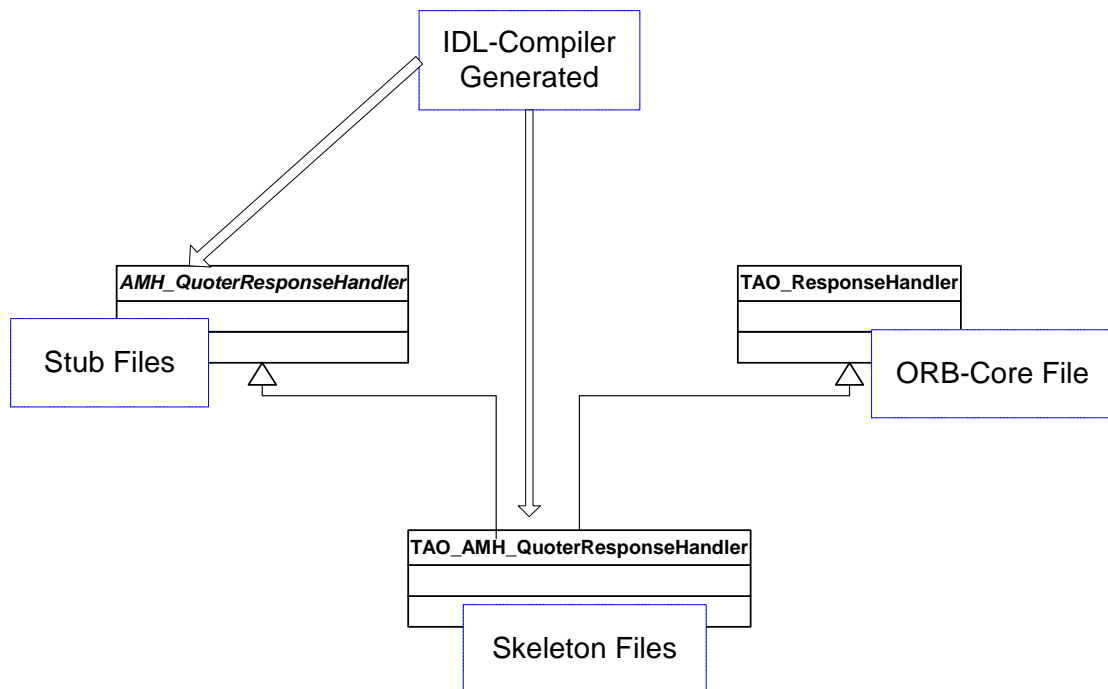 IDL-Compiler
Generated
AMH_QuoterResponseHandler
TAO_ResponseHandler
Stub Files
ORB-Core File
TAO_AMH_QuoterResponseHandler
Skeleton Files